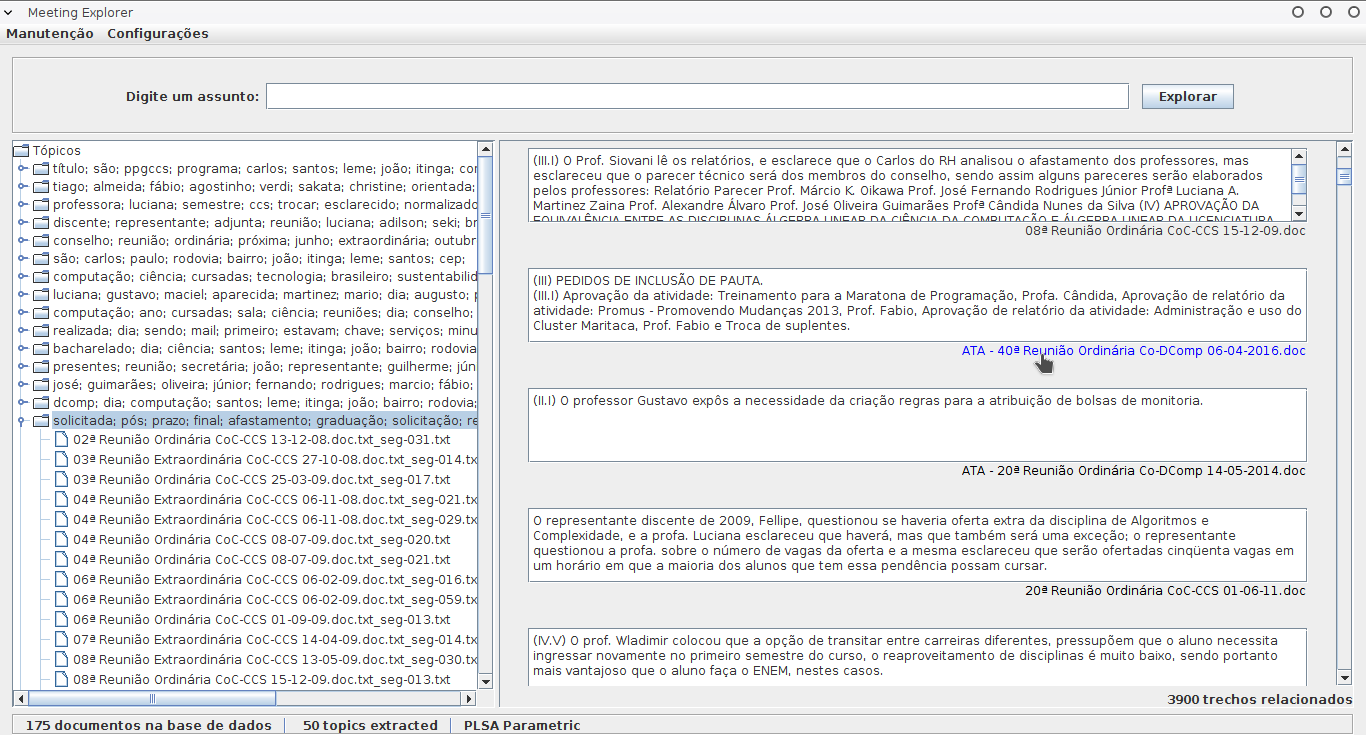 Meeting Explorer
Manutenção Configurações
Digite um assunto:
Explorar
Tópicos
título; são; ppgccs; programa; carlos; santos; leme; joão; itinga; cor
tiago; almeida; fábio; agostinho; verdi; sakata; christine; orientada;
professora; luciana; semestre; ccs; trocar; esclarecido; normalizado
discente; representante; adjunta; reunião; luciana; adilson; seki; br
conselho; reunião; ordinária; próxima; junho; extraordinária; outubr
são; carlos; paulo; rodovia; bairro; joão; itinga; leme; santos; cep;
computação; ciência; cursadas; tecnologia; brasileiro; sustentabilid
luciana; gustavo; maciel; aparecida; martinez; mario; dia; augusto; p
computação; ano; cursadas; sala; ciência; reuniões; dia; conselho;
realizada; dia; sendo; mail; primeiro; estavam; chave; serviços; minu
bacharelado; dia; ciência; santos; leme; itinga; joão; bairro; rodovia
presentes; reunião; secretária; joão; representante; guilherme; jún
josé; guimarães; oliveira; júnior; fernando; rodrigues; marcio; fábio;
dcomp; dia; computação; santos; leme; itinga; joão; bairro; rodovia;
solicitada; pós; prazo; final; afastamento; graduação; solicitação; re
02ª Reunião Ordinária CoC-CCS 13-12-08.doc.txt_seg-031.txt
03ª Reunião Extraordinária CoC-CCS 27-10-08.doc.txt_seg-014.tx
03ª Reunião Ordinária CoC-CCS 25-03-09.doc.txt_seg-017.txt
04ª Reunião Extraordinária CoC-CCS 06-11-08.doc.txt_seg-021.tx
04ª Reunião Extraordinária CoC-CCS 06-11-08.doc.txt_seg-029.tx
04ª Reunião Ordinária CoC-CCS 08-07-09.doc.txt_seg-020.txt
04ª Reunião Ordinária CoC-CCS 08-07-09.doc.txt_seg-021.txt
06ª Reunião Extraordinária CoC-CCS 06-02-09.doc.txt_seg-016.tx
06ª Reunião Extraordinária CoC-CCS 06-02-09.doc.txt_seg-059.tx
06ª Reunião Ordinária CoC-CCS 01-09-09.doc.txt_seg-013.txt
07ª Reunião Extraordinária CoC-CCS 14-04-09.doc.txt_seg-014.tx
08ª Reunião Extraordinária CoC-CCS 13-05-09.doc.txt_seg-030.tx
08ª Reunião Ordinária CoC-CCS 15-12-09.doc.txt_seg-013.txt
(III.I) O Prof. Siovani lê os relatórios, e esclarece que o Carlos do RH analisou o afastamento dos professores, mas
esclareceu que o parecer técnico será dos membros do conselho, sendo assim alguns pareceres serão elaborados
pelos professores: Relatório Parecer Prof. Márcio K. Oikawa Prof. José Fernando Rodrigues Júnior Profª Luciana A.
Martinez Zaina Prof. Alexandre Álvaro Prof. José Oliveira Guimarães Profª Cândida Nunes da Silva (IV) APROVAÇÃO DA
EQUIVALÊNCIA ENTRE AS DISCIPLINAS ÁLGEBRA LINEAR DA CIÊNCIA DA COMPUTAÇÃO E ÁLGEBRA LINEAR DA LICENCIATURA
08ª Reunião Ordinária CoC-CCS 15-12-09.doc
(III) PEDIDOS DE INCLUSÃO DE PAUTA.
(III.I) Aprovação da atividade: Treinamento para a Maratona de Programação, Profa. Cândida, Aprovação de relatório da
atividade: Promus - Promovendo Mudanças 2013, Prof. Fabio, Aprovação de relatório da atividade: Administração e uso do
Cluster Maritaca, Prof. Fabio e Troca de suplentes.
ATA - 40ª Reunião Ordinária Co-DComp 06-04-2016.doc
(II.I) O professor Gustavo expôs a necessidade da criação regras para a atribuição de bolsas de monitoria.
ATA - 20ª Reunião Ordinária Co-DComp 14-05-2014.doc
O representante discente de 2009, Fellipe, questionou se haveria oferta extra da disciplina de Algoritmos e
Complexidade, e a profa. Luciana esclareceu que haverá, mas que também será uma exceção; o representante
questionou a profa. sobre o número de vagas da oferta e a mesma esclareceu que serão ofertadas cinqüenta vagas em
um horário em que a maioria dos alunos que tem essa pendência possam cursar.
20ª Reunião Ordinária CoC-CCS 01-06-11.doc
(IV.V) O prof. Wladimir colocou que a opção de transitar entre carreiras diferentes, pressupõem que o aluno necessita
ingressar novamente no primeiro semestre do curso, o reaproveitamento de disciplinas é muito baixo, sendo portanto
mais vantajoso que o aluno faça o ENEM, nestes casos.
3900 trechos relacionados
175 documentos na base de dados
50 topics extracted
PLSA Parametric